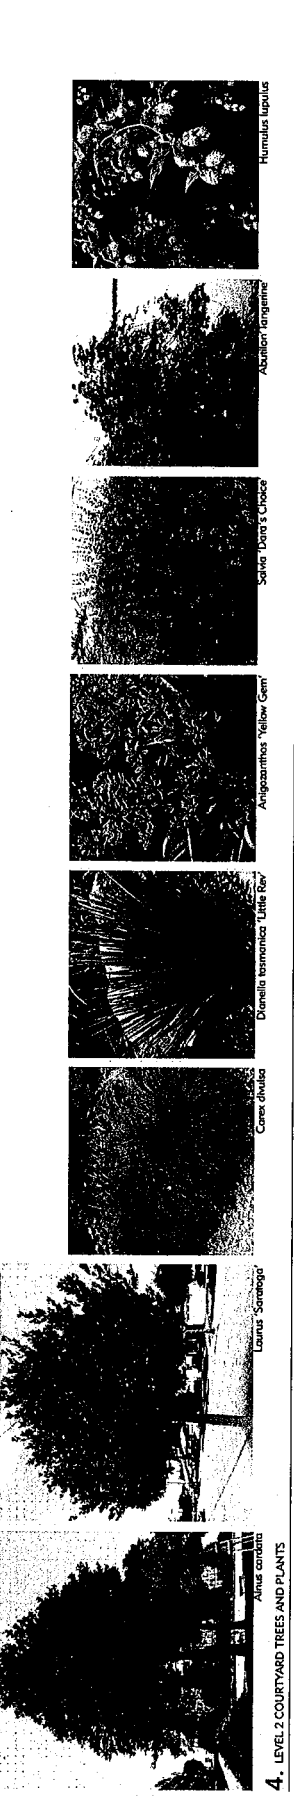 Alnus cordata
Laurus 'Saratoga'
Carex divulsa
Dianella tasmanica 'Little Rev'
Anigozanthos 'Yellow Gem'
Salvia 'Dara's Choice'
Abutilon 'Tangerine'
Humulus lupulus
4. LEVEL 2 COURTYARD TREES AND PLANTS